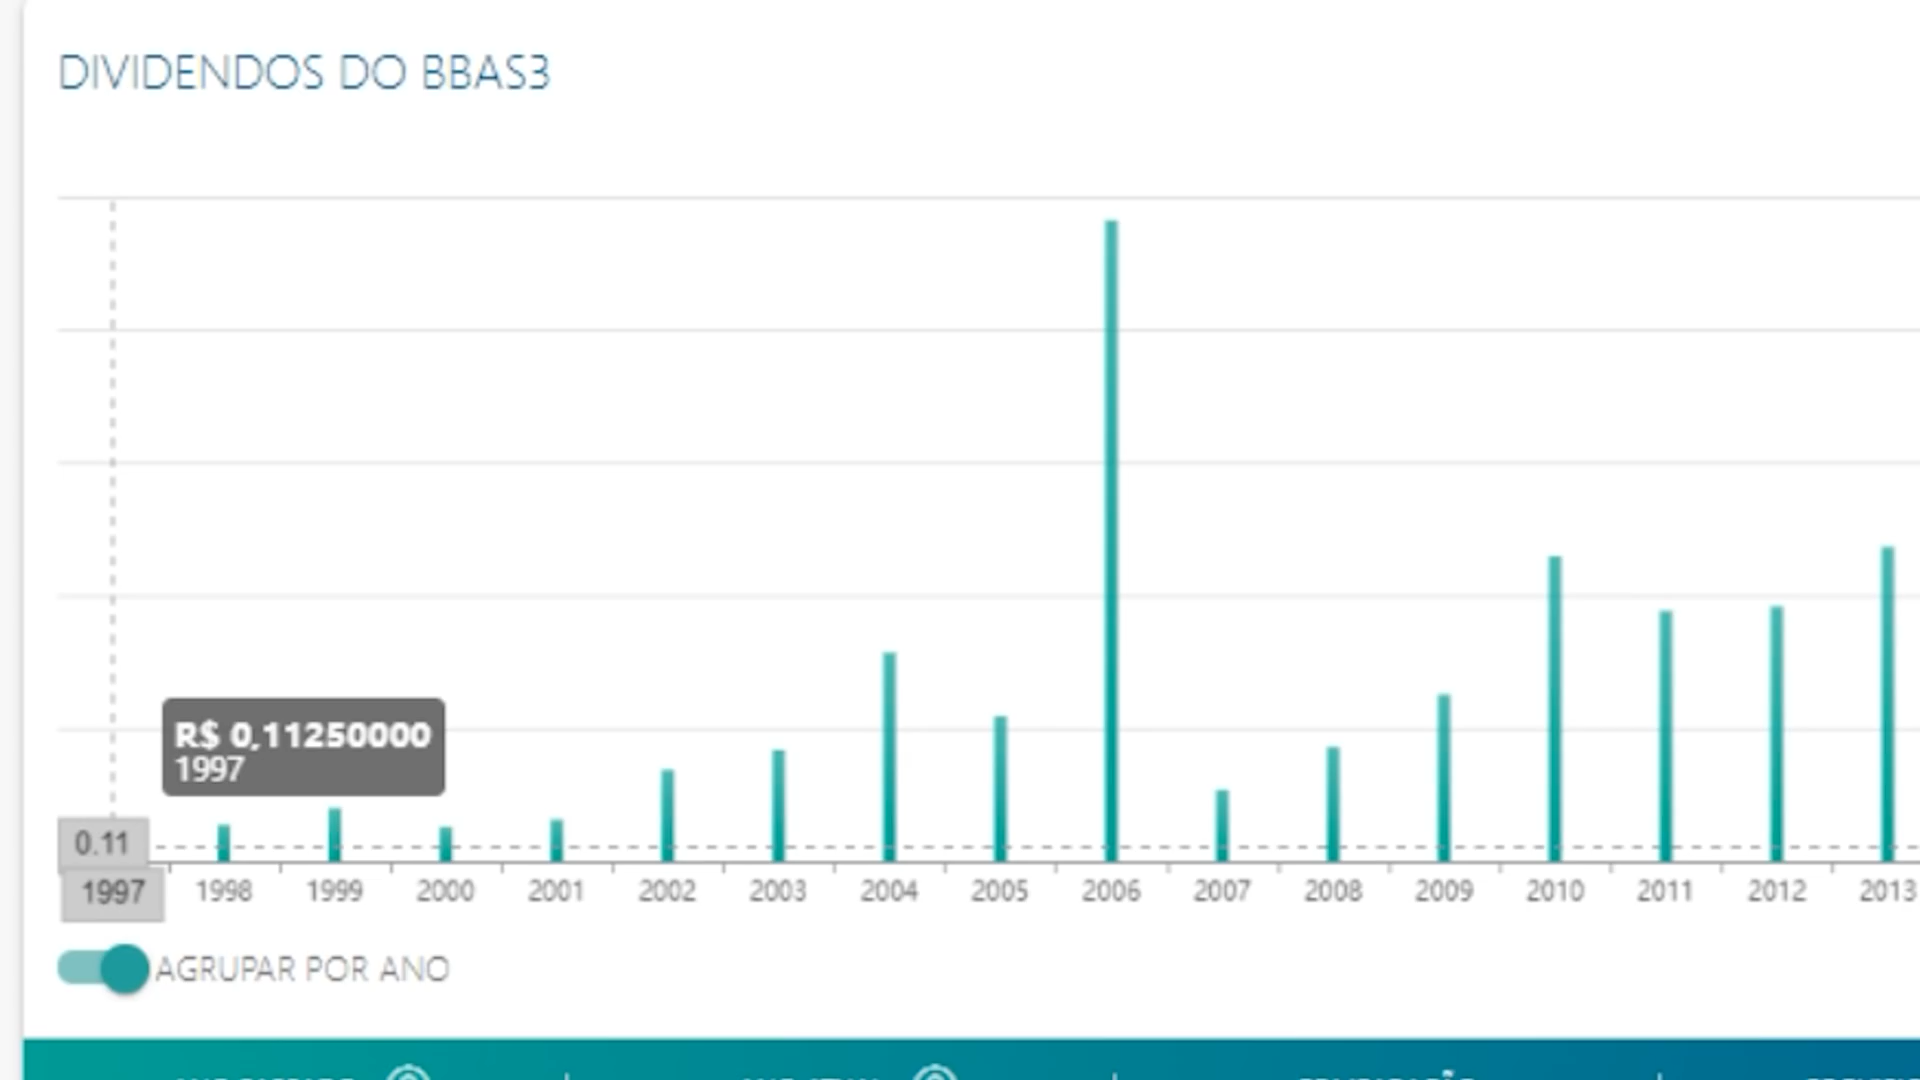 DIVIDENDOS DO BBAS3
R$ 0,11250000
1997
0.11
1997 1998 1999 2000 2001 2002 2003 2004 2005 2006 2007 2008 2009 2010 2011 2012 2013
AGRUPAR POR ANO